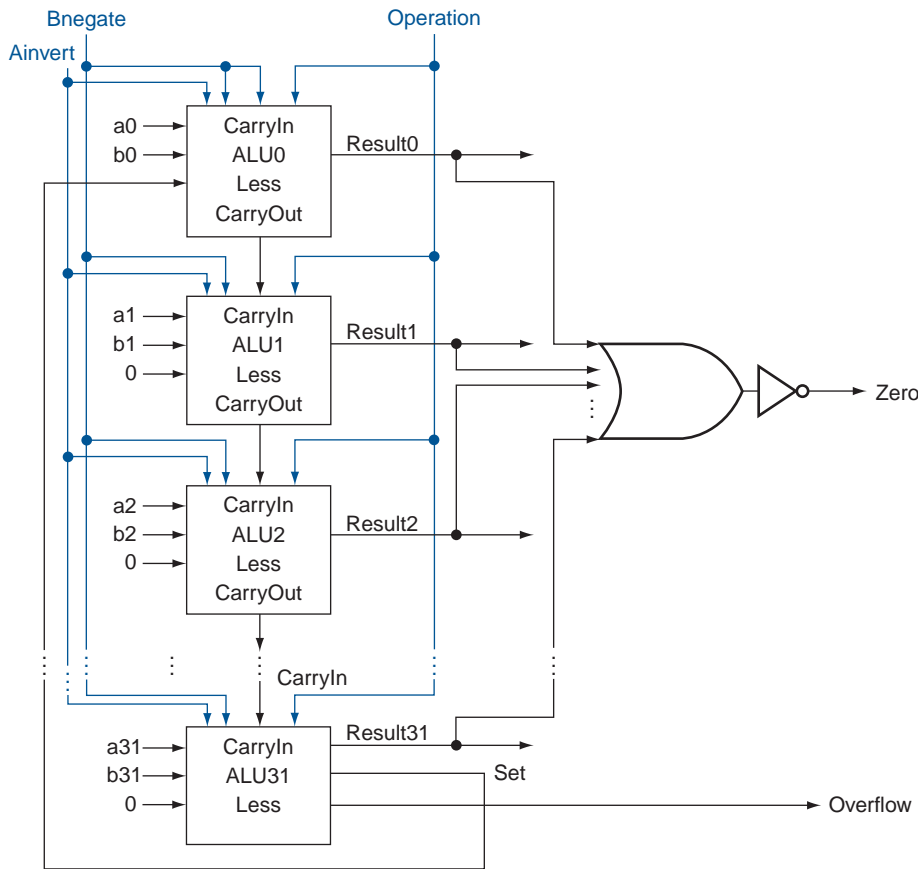 Bnegate
Operation
Ainvert
a0
b0
CarryIn
ALU0
Less
CarryOut
Result0
a1
b1
0
CarryIn
ALU1
Less
CarryOut
Result1
Zero
a2
b2
0
CarryIn
ALU2
Less
CarryOut
Result2
CarryIn
a31
b31
0
CarryIn
ALU31
Less
Result31
Set
Overflow